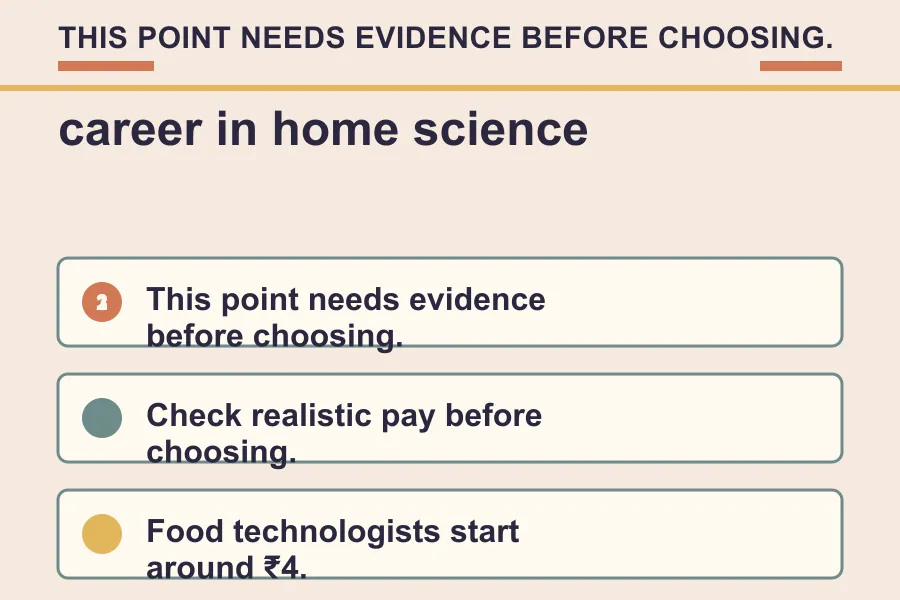 THIS POINT NEEDS EVIDENCE BEFORE CHOOSING.
career in home science
This point needs evidence
before choosing.
Check realistic pay before
choosing.
Food technologists start
around ₹4.